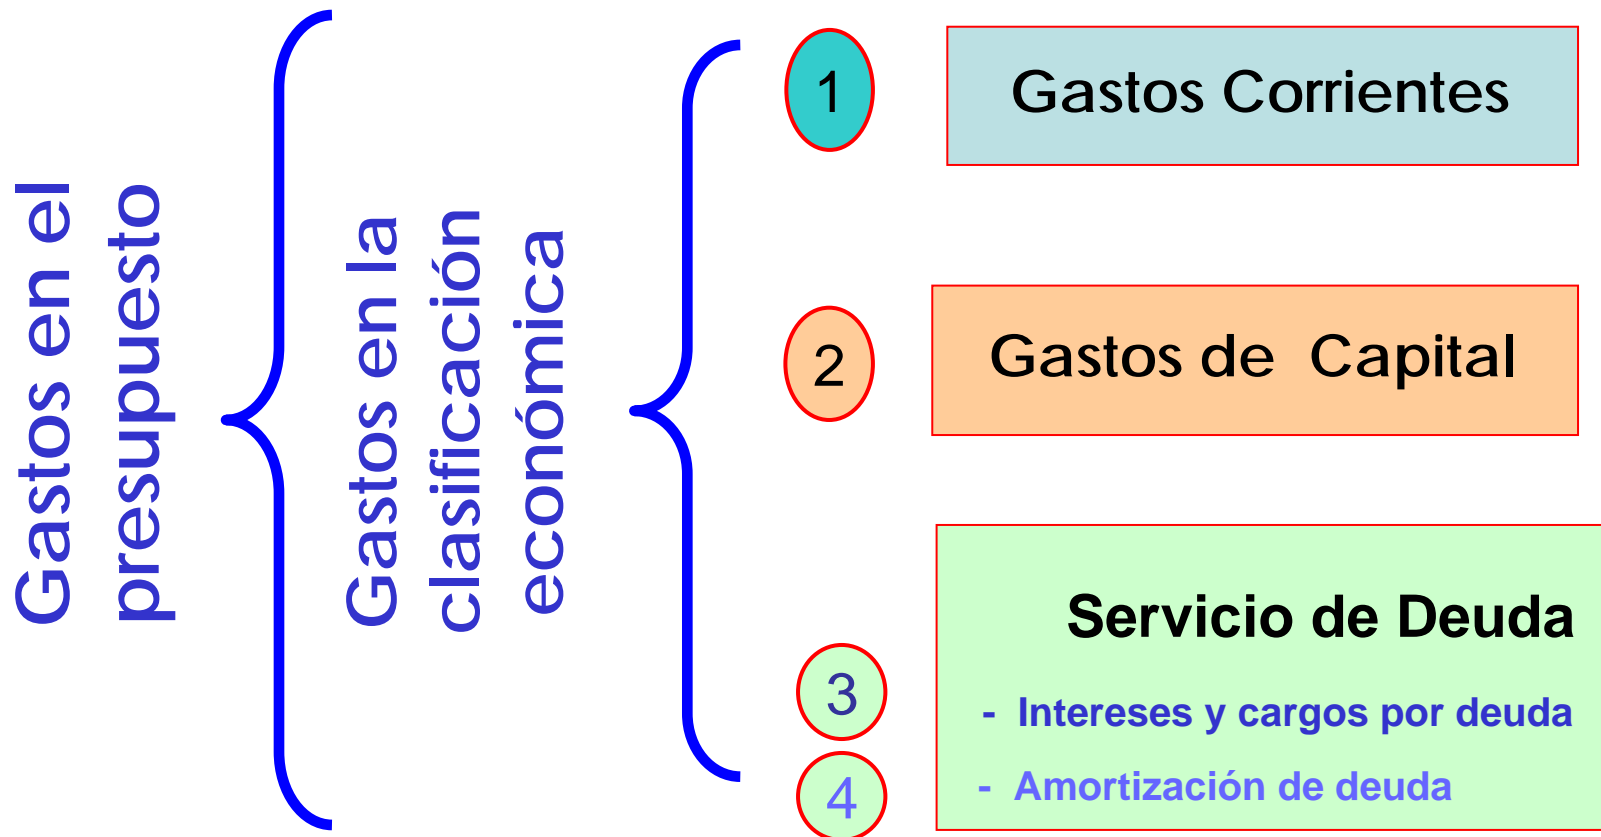 Gastos en el
presupuesto
Gastos en la
clasificación
económica
1
Gastos Corrientes
2
Gastos de  Capital
Servicio de Deuda
3
- Intereses y cargos por deuda
4
- Amortización de deuda